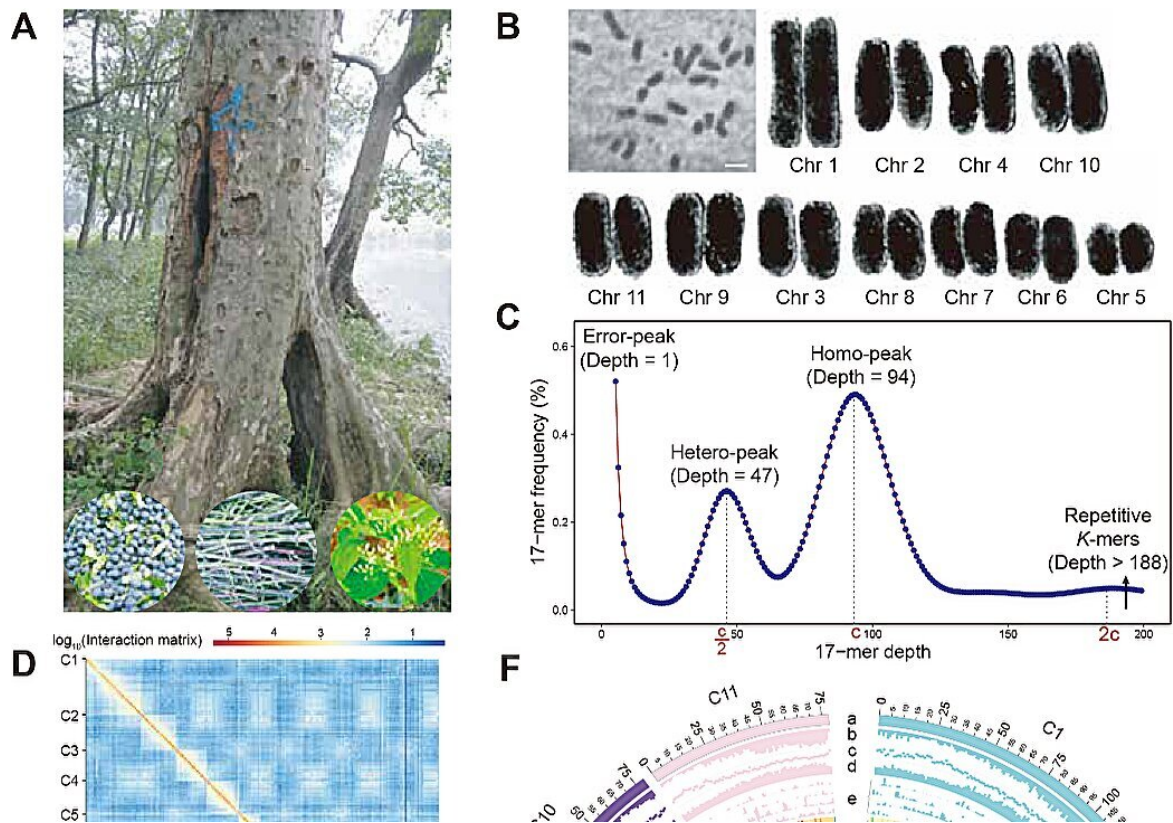 A
B
Chr 1
Chr 2
Chr 4
Chr 10
Chr 11
Chr 9
Chr 3
Chr 8
Chr 7
Chr 6
Chr 5
C
Error-peak
(Depth = 1)
Homo-peak
(Depth = 94)
Hetero-peak
(Depth = 47)
Repetitive
K-mers
(Depth > 188)
17-mer frequency (%)
0.6
0.4
0.2
0.0
0
c/2
50
c
100
150
2c
200
17-mer depth
log10(Interaction matrix)
5
4
3
2
1
D
C1
C2
C3
C4
C5
F
C11
0
25
50
75
C1
0
25
50
75
100
a
b
c
d
e
C10
50
75